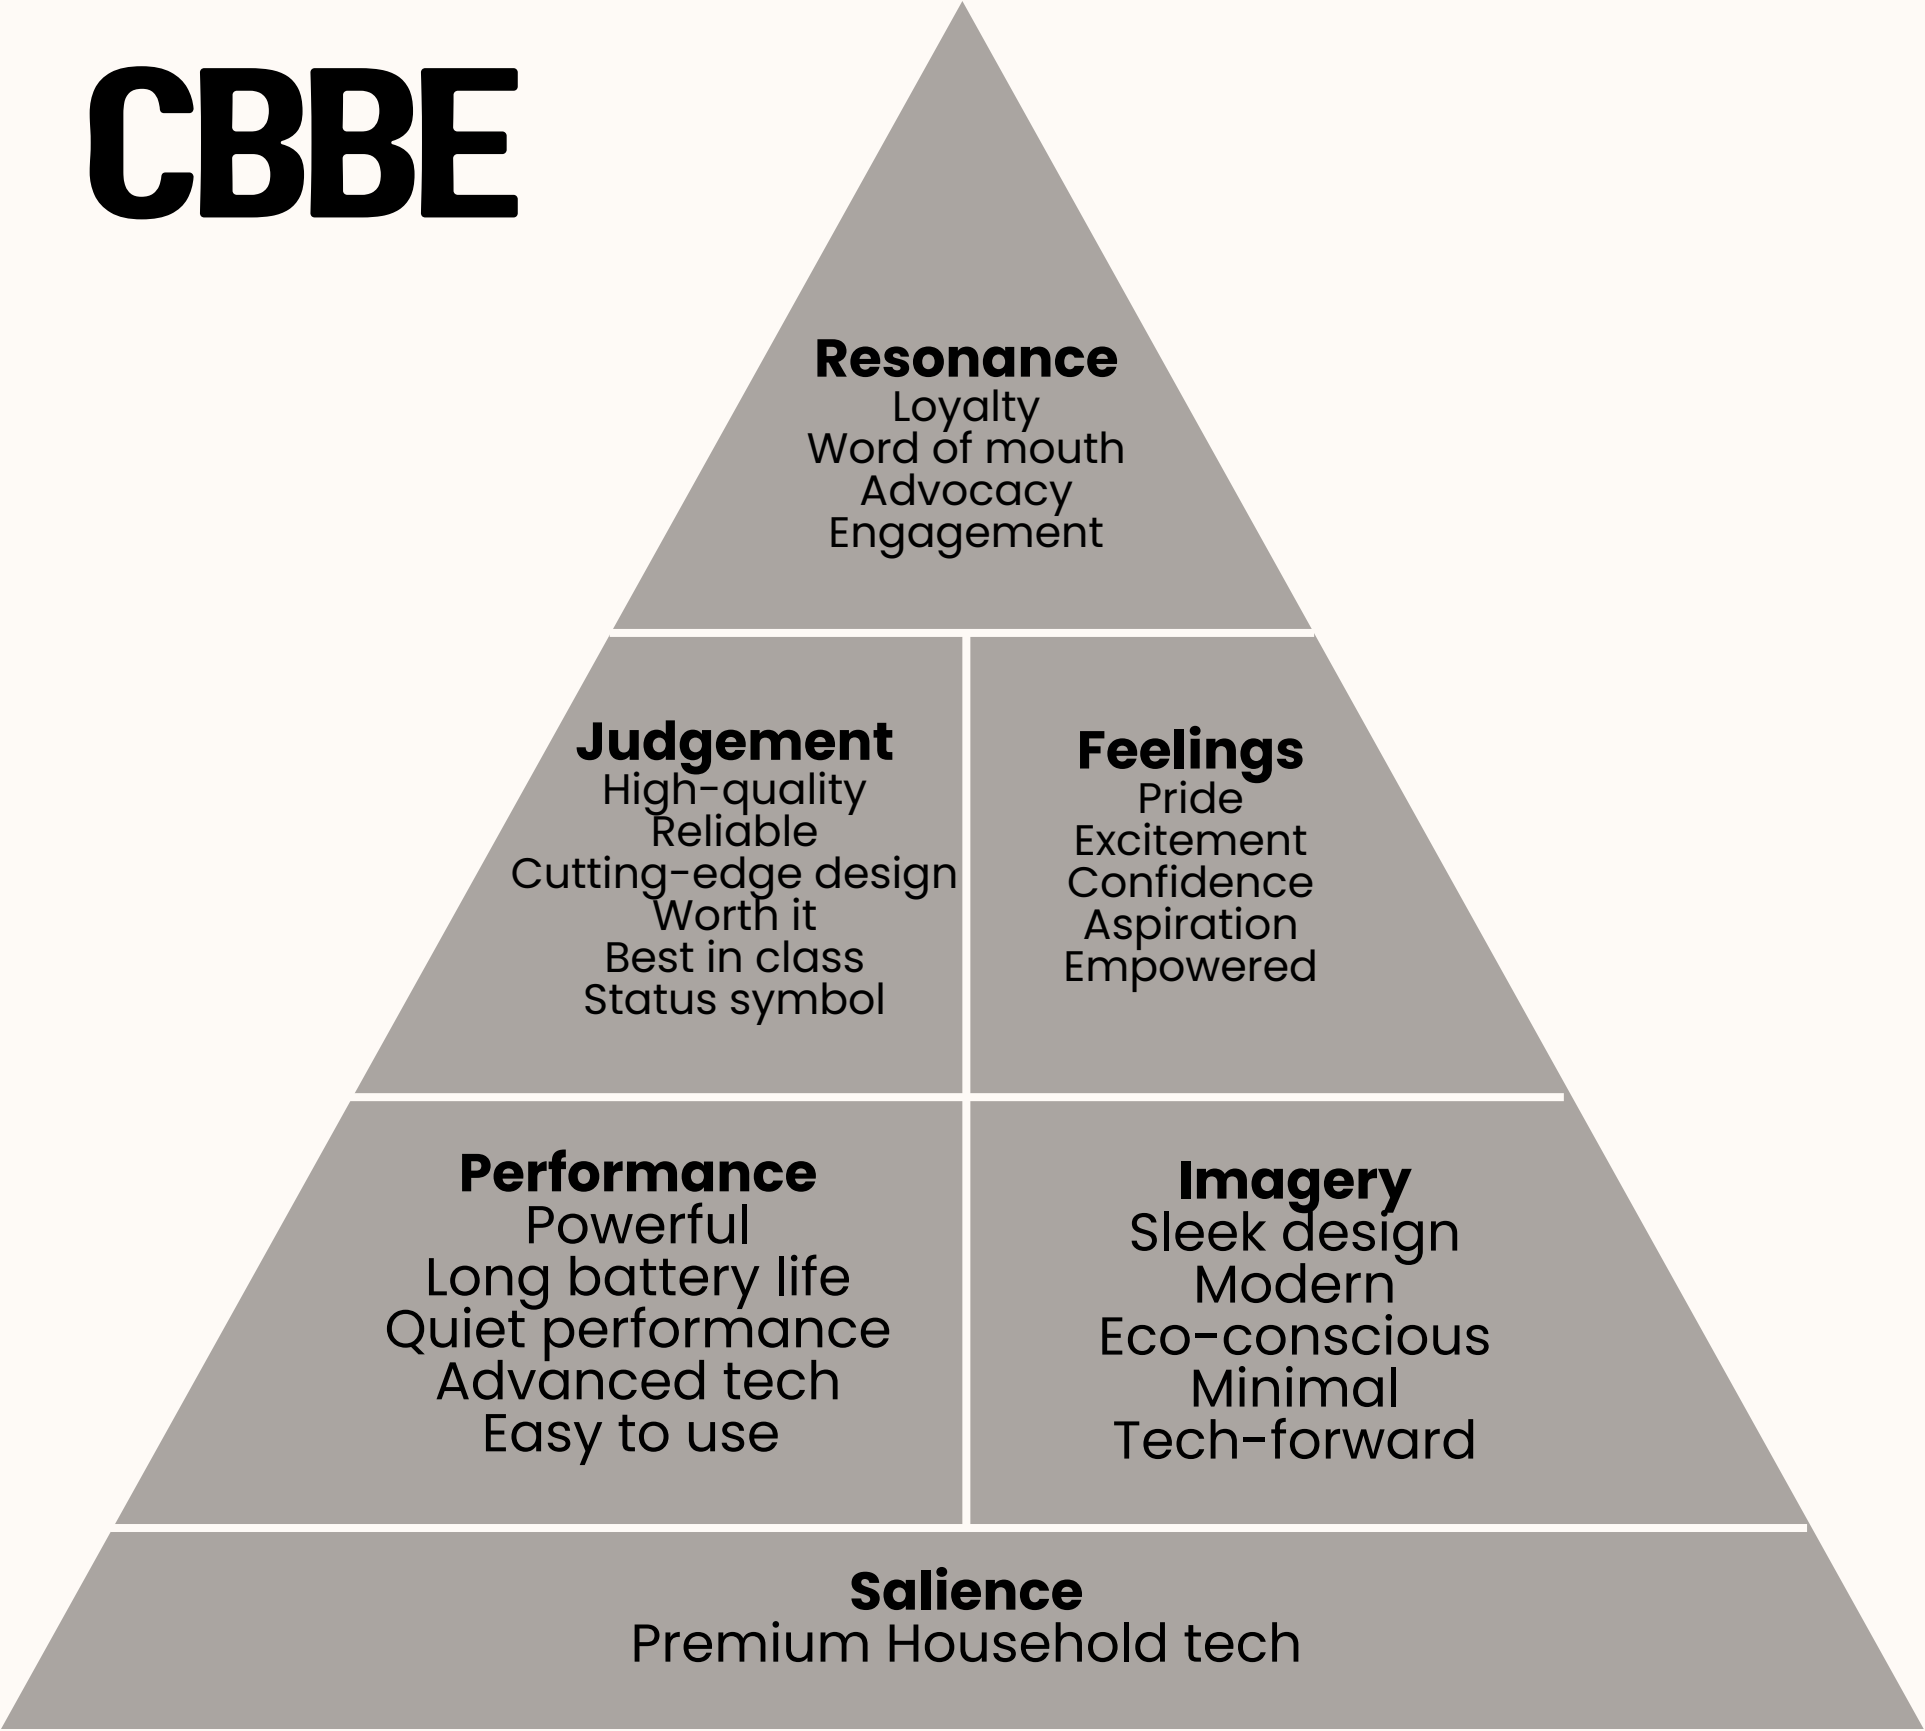 CBBE
Resonance
Loyalty
Word of mouth
Advocacy
Engagement
Judgement
High-quality
Reliable
Cutting-edge design
Worth it
Best in class
Status symbol
Feelings
Pride
Excitement
Confidence
Aspiration
Empowered
Performance
Powerful
Long battery life
Quiet performance
Advanced tech
Easy to use
Imagery
Sleek design
Modern
Eco-conscious
Minimal
Tech-forward
Salience
Premium Household tech